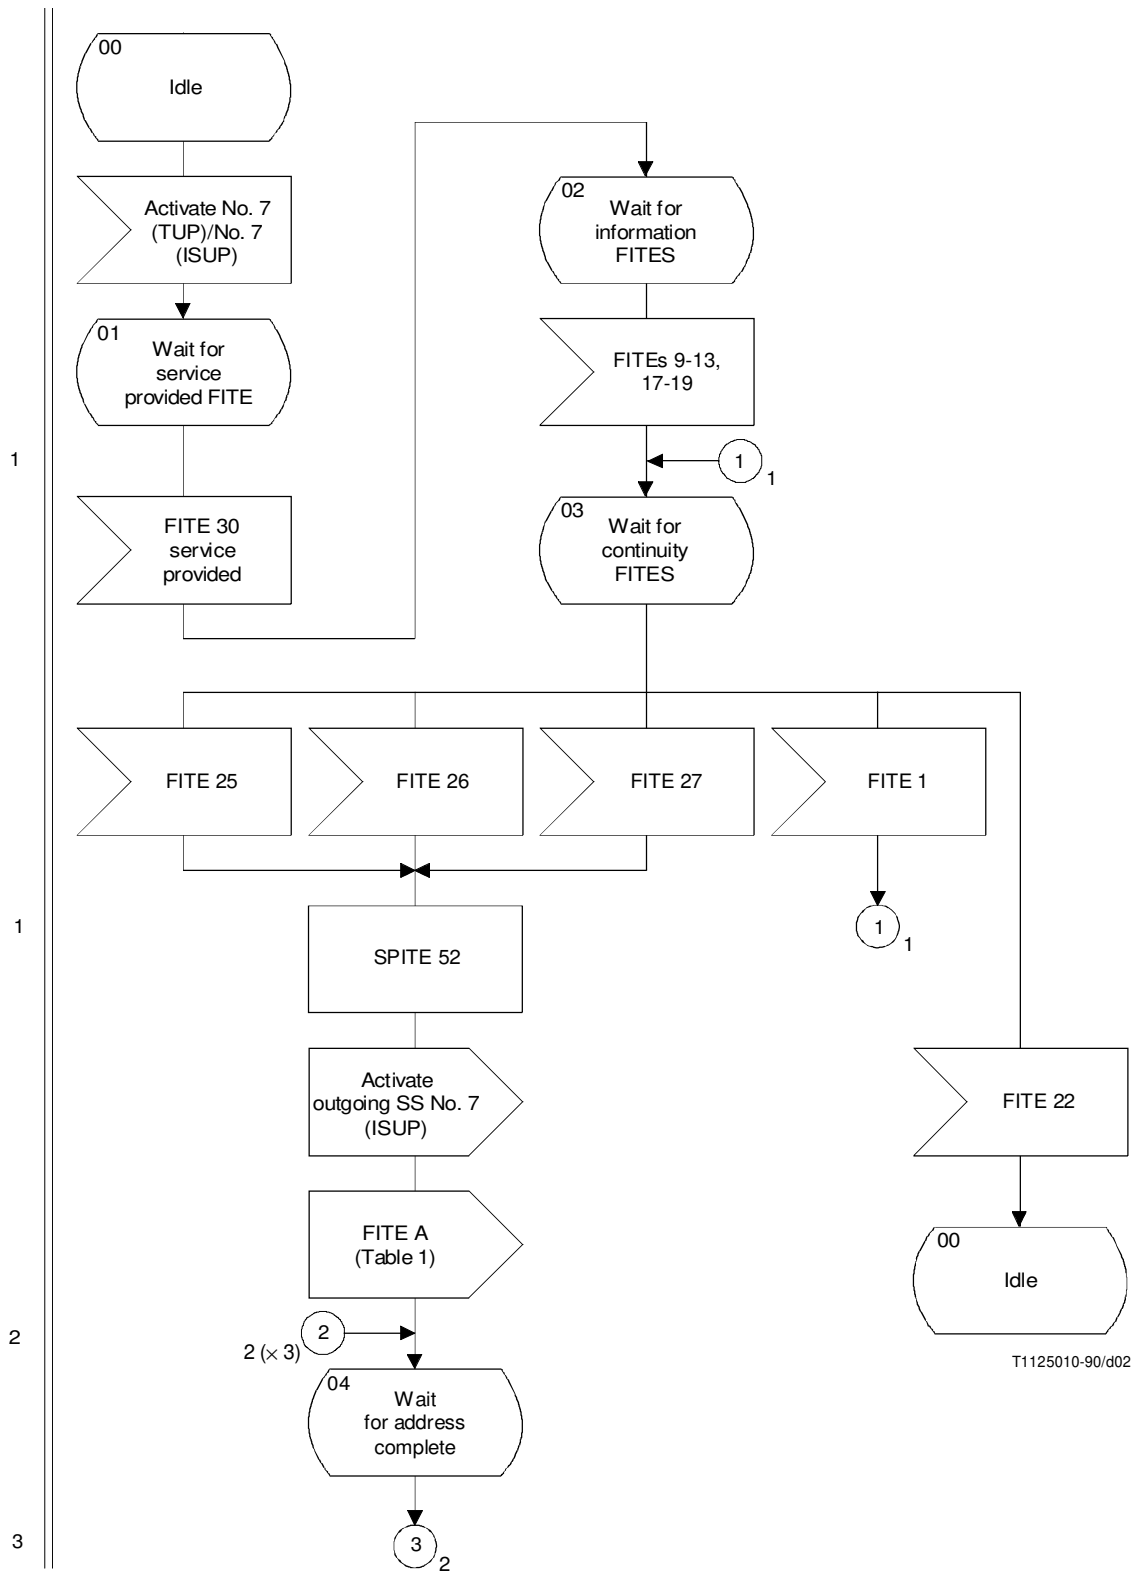 00
Idle
Activate No. 7
(TUP)/No. 7
(ISUP)
01
Wait for
service
provided FITE
1
FITE 30
service
provided
02
Wait for
information
FITES
FITEs 9-13,
17-19
1
1
03
Wait for
continuity
FITES
FITE 25
FITE 26
FITE 27
FITE 1
1
1
1
SPITE 52
Activate
outgoing SS No. 7
(ISUP)
FITE 22
FITE A
(Table 1)
00
Idle
2
2 (× 3)
2
T1125010-90/d02
04
Wait
for address
complete
3
3
2